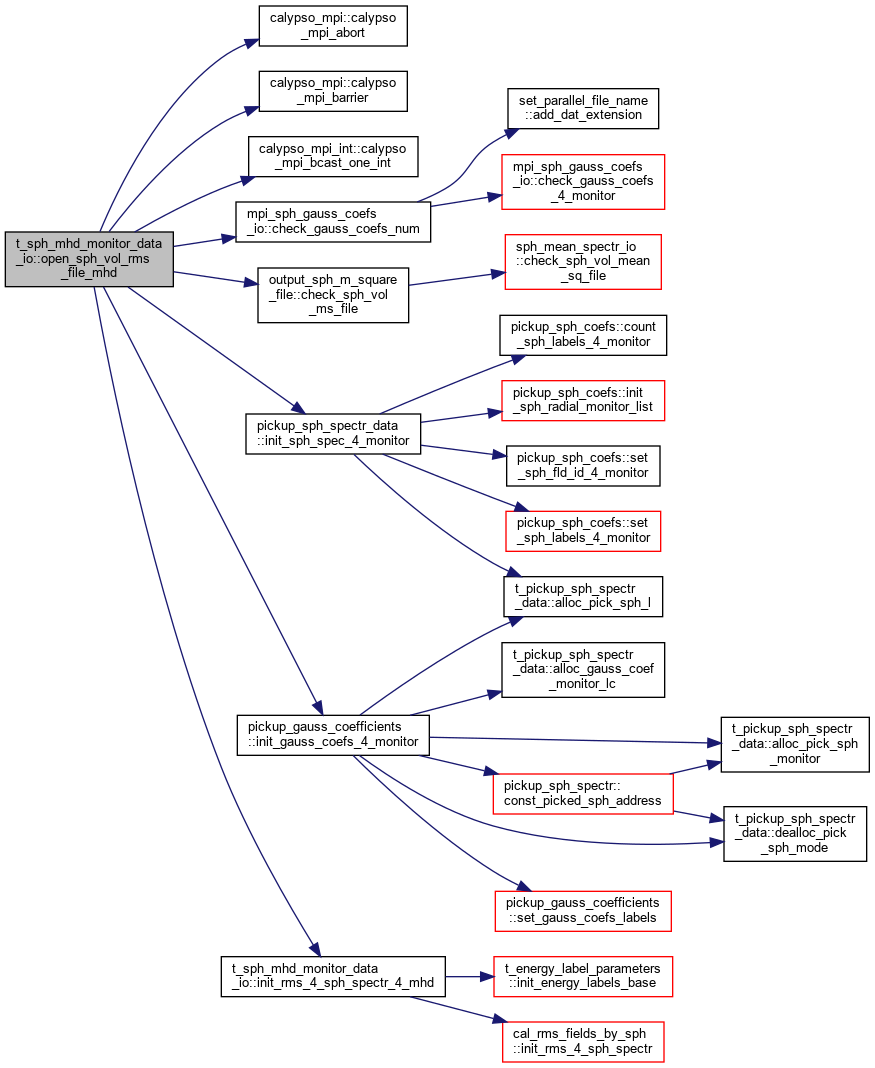 calypso_mpi::calypso
_mpi_abort
calypso_mpi::calypso
_mpi_barrier
set_parallel_file_name
::add_dat_extension
calypso_mpi_int::calypso
_mpi_bcast_one_int
mpi_sph_gauss_coefs
_io::check_gauss_coefs
_4_monitor
mpi_sph_gauss_coefs
_io::check_gauss_coefs_num
t_sph_mhd_monitor_data
_io::open_sph_vol_rms
_file_mhd
sph_mean_spectr_io
::check_sph_vol_mean
_sq_file
output_sph_m_square
_file::check_sph_vol
_ms_file
pickup_sph_coefs::count
_sph_labels_4_monitor
pickup_sph_coefs::init
_sph_radial_monitor_list
pickup_sph_spectr_data
::init_sph_spec_4_monitor
pickup_sph_coefs::set
_sph_fld_id_4_monitor
pickup_sph_coefs::set
_sph_labels_4_monitor
t_pickup_sph_spectr
_data::alloc_pick_sph_l
t_pickup_sph_spectr
_data::alloc_gauss_coef
_monitor_lc
pickup_gauss_coefficients
::init_gauss_coefs_4_monitor
t_pickup_sph_spectr
_data::alloc_pick_sph
_monitor
pickup_sph_spectr::
const_picked_sph_address
t_pickup_sph_spectr
_data::dealloc_pick
_sph_mode
pickup_gauss_coefficients
::set_gauss_coefs_labels
t_sph_mhd_monitor_data
_io::init_rms_4_sph_spectr_4_mhd
t_energy_label_parameters
::init_energy_labels_base
cal_rms_fields_by_sph
::init_rms_4_sph_spectr